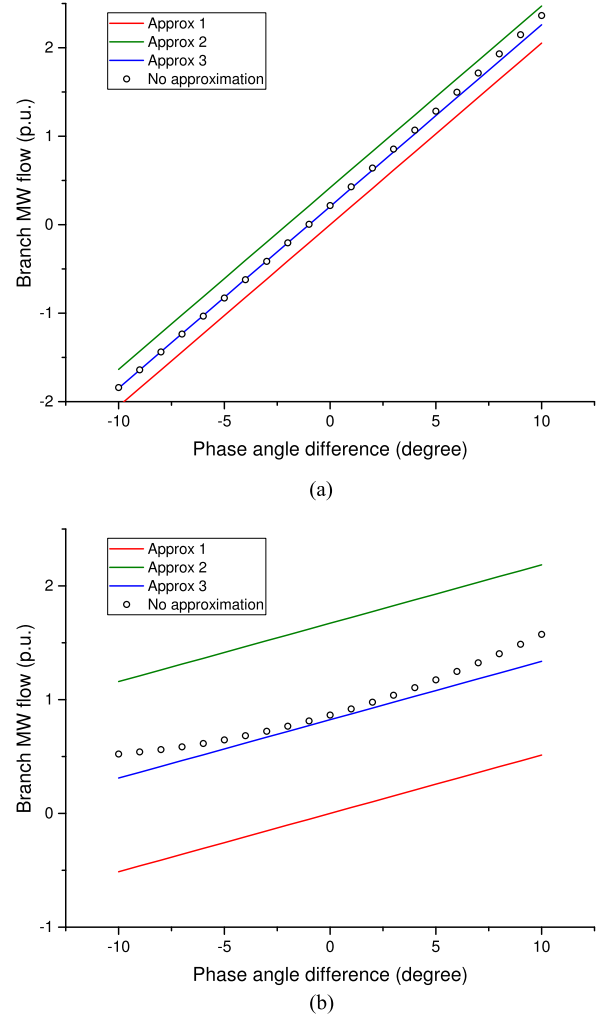 2
1
0
-1
-2
Branch MW flow (p.u.)
Approx 1
Approx 2
Approx 3
No approximation
-10
-5
0
5
10
Phase angle difference (degree)
(a)
2
1
0
-1
Branch MW flow (p.u.)
Approx 1
Approx 2
Approx 3
No approximation
-10
-5
0
5
10
Phase angle difference (degree)
(b)